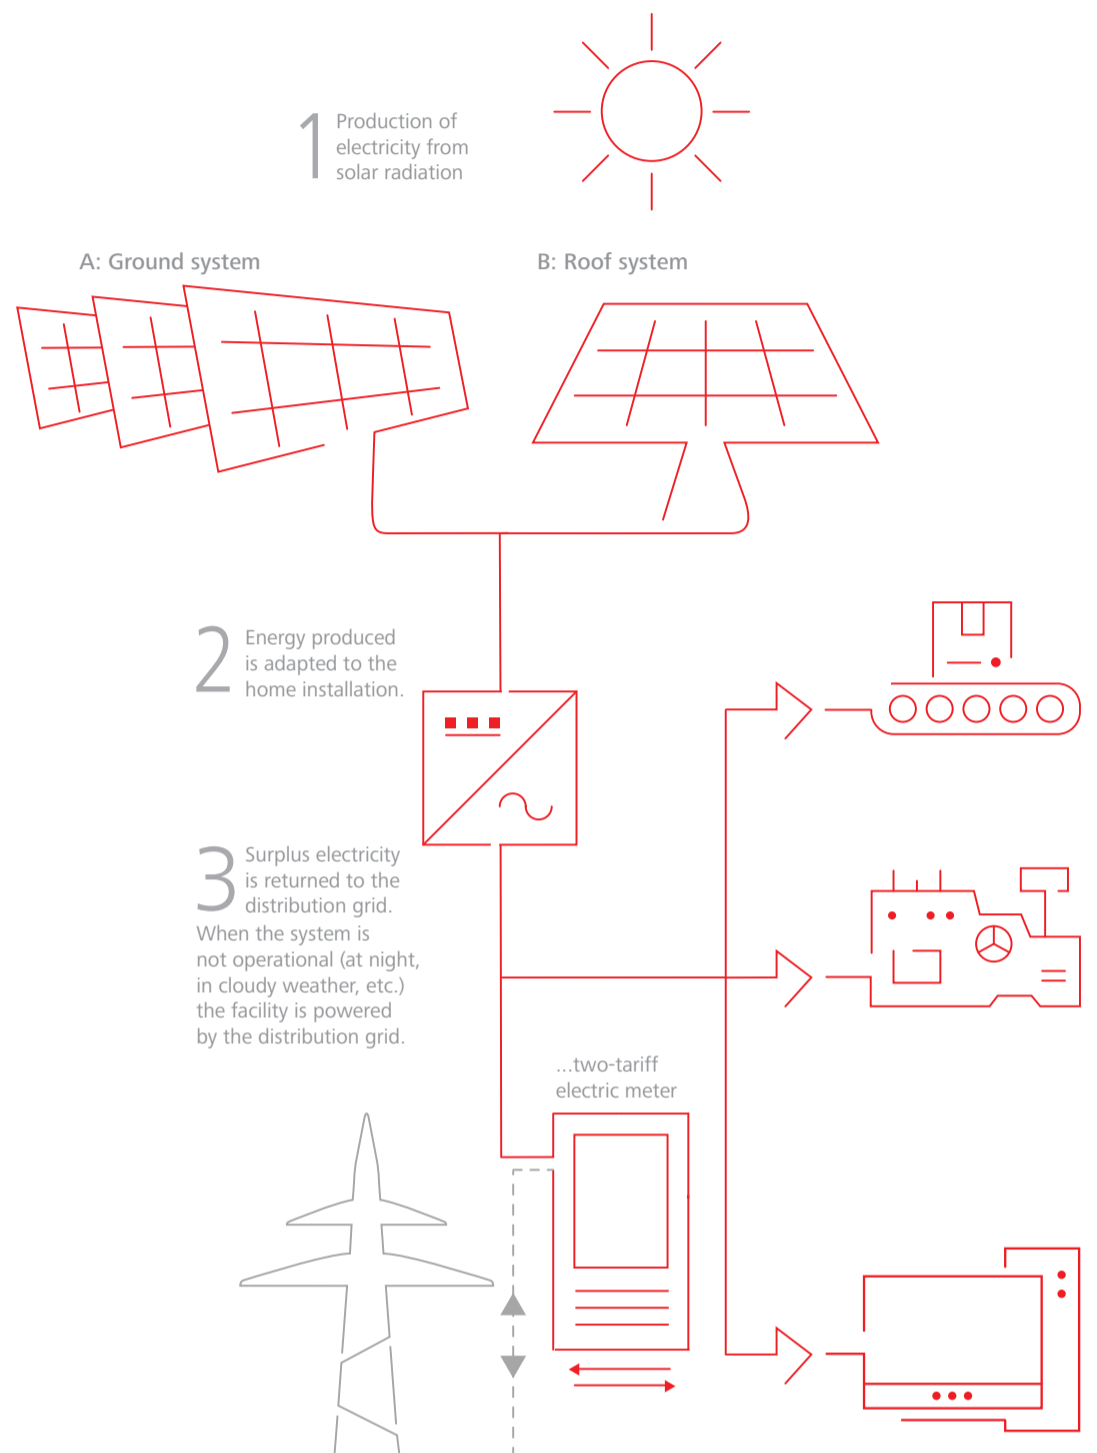 1 Production of
electricity from
solar radiation
A: Ground system
B: Roof system
2 Energy produced
is adapted to the
home installation.
3 Surplus electricity
is returned to the
distribution grid.
When the system is
not operational (at night,
in cloudy weather, etc.)
the facility is powered
by the distribution grid.
...two-tariff
electric meter